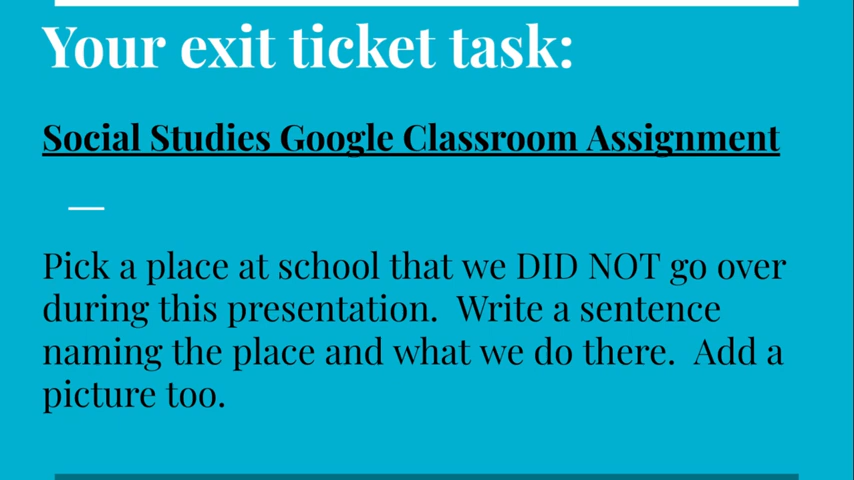 Your exit ticket task:
Social Studies Google Classroom Assignment
Pick a place at school that we DID NOT go over
during this presentation.  Write a sentence
naming the place and what we do there.  Add a
picture too.